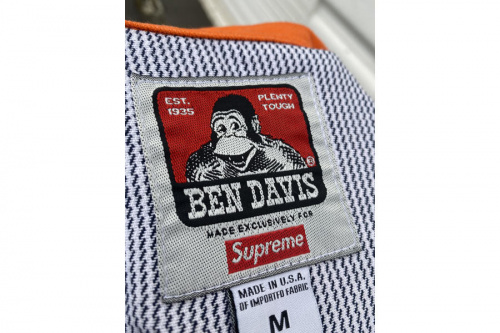 EST. 1935
PLENTY TOUGH
®
BEN DAVIS
MADE EXCLUSIVELY FOR
Supreme
MADE IN U.S.A.
OF IMPORTED FABRIC
M